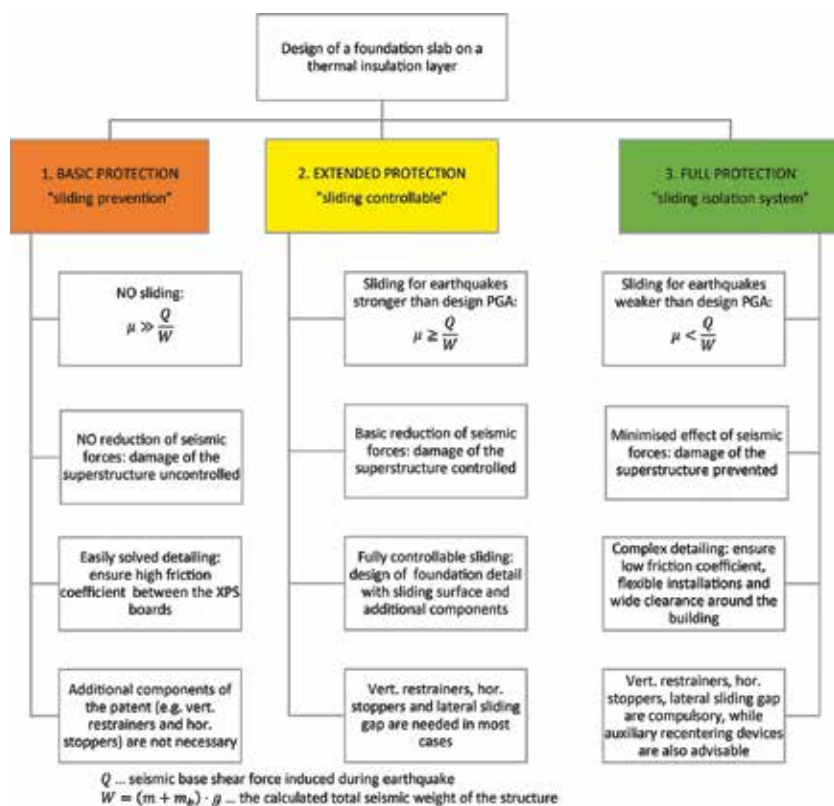 Design of a foundation slab on a
thermal insulation layer
1. BASIC PROTECTION
"sliding prevention"
2. EXTENDED PROTECTION
"sliding controllable"
3. FULL PROTECTION
"sliding isolation system"
NO sliding:
μ ≫ Q/W
Sliding for earthquakes
stronger than design PGA:
μ ≧ Q/W
Sliding for earthquakes
weaker than design PGA:
μ < Q/W
NO reduction of seismic
forces: damage of the
superstructure uncontrolled
Basic reduction of seismic
forces: damage of the
superstructure controlled
Minimised effect of seismic
forces: damage of the
superstructure prevented
Easily solved detailing:
ensure high friction
coefficient between the XPS
boards
Fully controllable sliding:
design of foundation detail
with sliding surface and
additional components
Complex detailing: ensure
low friction coefficient,
flexible installations and
wide clearance around the
building
Additional components of
the patent (e.g. vert.
restrainers and hor.
stoppers) are not necessary
Vert. restrainers, hor.
stoppers and lateral sliding
gap are needed in most
cases
Vert. restrainers, hor.
stoppers, lateral sliding gap
are compulsory, while
auxiliary recentering devices
are also advisable
Q ... seismic base shear force induced during earthquake
W = (m + m_b) · g ... the calculated total seismic weight of the structure